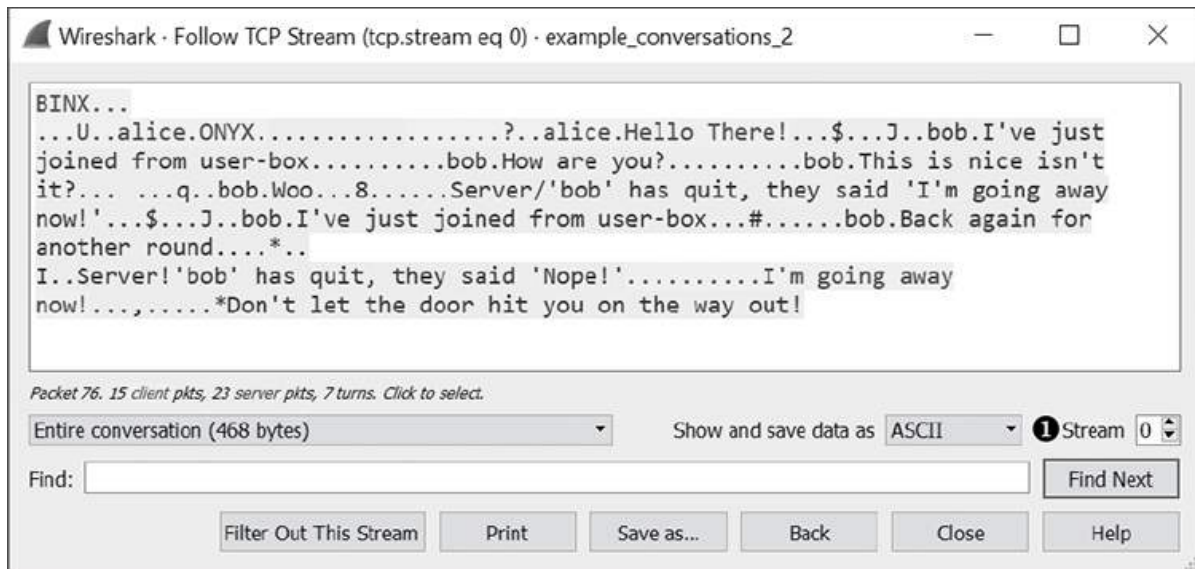 Wireshark · Follow TCP Stream (tcp.stream eq 0) · example_conversations_2
BINX...
...U..alice.ONYX...................?..alice.Hello There!...$...J..bob.I've just
joined from user-box..........bob.How are you?..........bob.This is nice isn't
it?... ...q..bob.Woo...8......Server/'bob' has quit, they said 'I'm going away
now!'...$...J..bob.I've just joined from user-box...#......bob.Back again for
another round....*..
I..Server!'bob' has quit, they said 'Nope!'..........I'm going away
now!...,.....*Don't let the door hit you on the way out!
Packet 76. 15 client pkts, 23 server pkts, 7 turns. Click to select.
Entire conversation (468 bytes) Show and save data as ASCII ❶ Stream 0
Find: Find Next
Filter Out This Stream Print Save as... Back Close Help